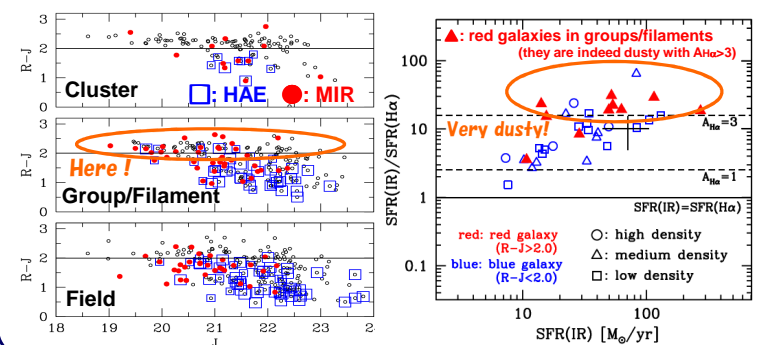 3
2
1
0
R-J
Cluster
: HAE
: MIR
3
2
1
0
R-J
Here !
Group/Filament
3
2
1
0
R-J
Field
18 19 20 21 22 23 2
J
: red galaxies in groups/filaments
(they are indeed dusty with AHα>3)
100
10
1
0.1
SFR(IR)/SFR(Hα)
Very dusty!
AHα=3
AHα=1
SFR(IR)=SFR(Hα)
red: red galaxy
(R-J>2.0)
blue: blue galaxy
(R-J<2.0)
: high density
: medium density
: low density
10 100
SFR(IR) [M⊙/yr]